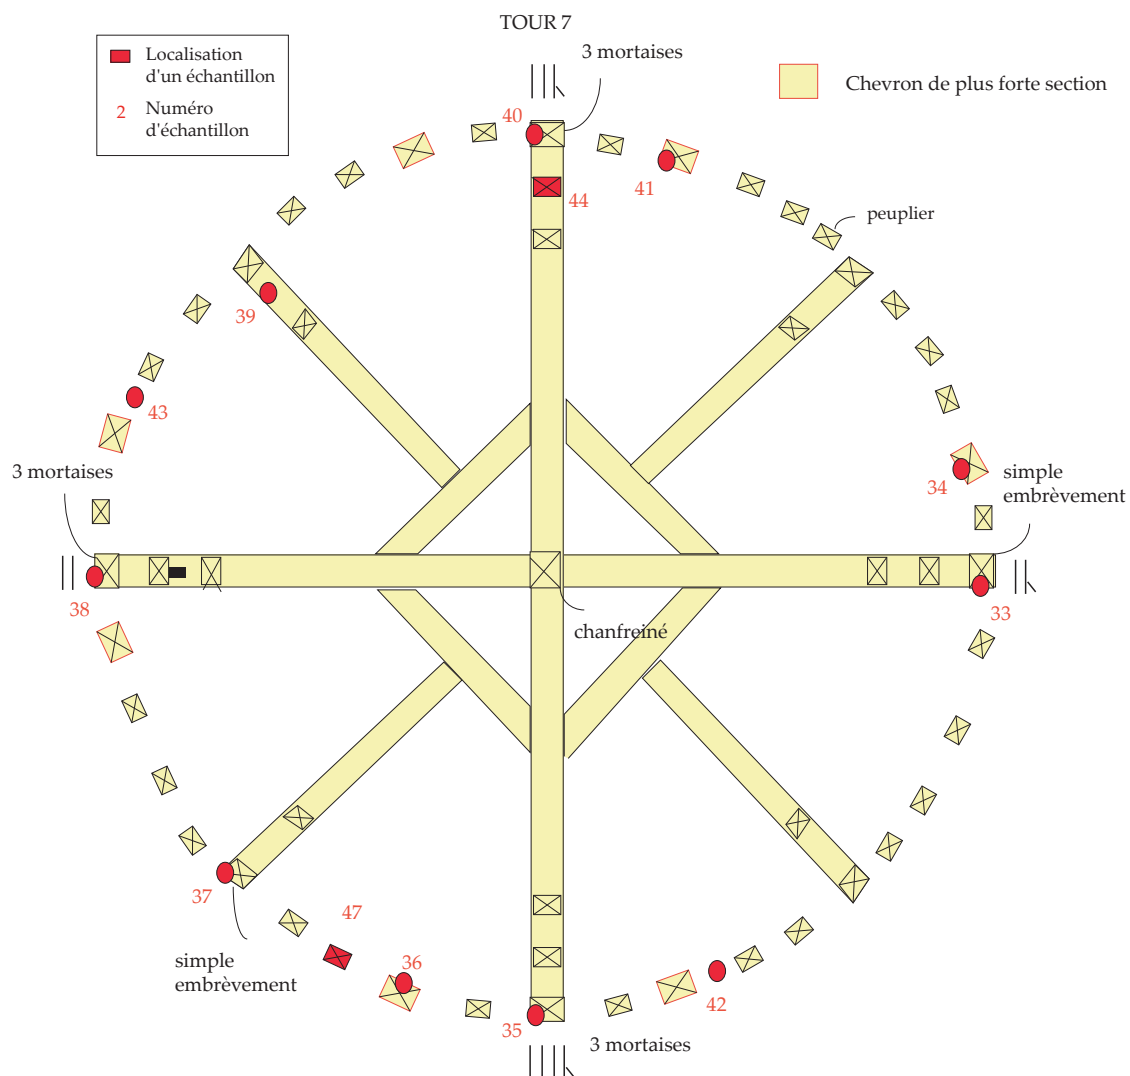 TOUR 7
Localisation
d'un échantillon
2 Numéro
d'échantillon
3 mortaises
Chevron de plus forte section
40
41
44
peuplier
39
43
3 mortaises
34
simple
embrèvement
38
33
chanfreiné
37
47
simple
embrèvement
36
42
35
3 mortaises